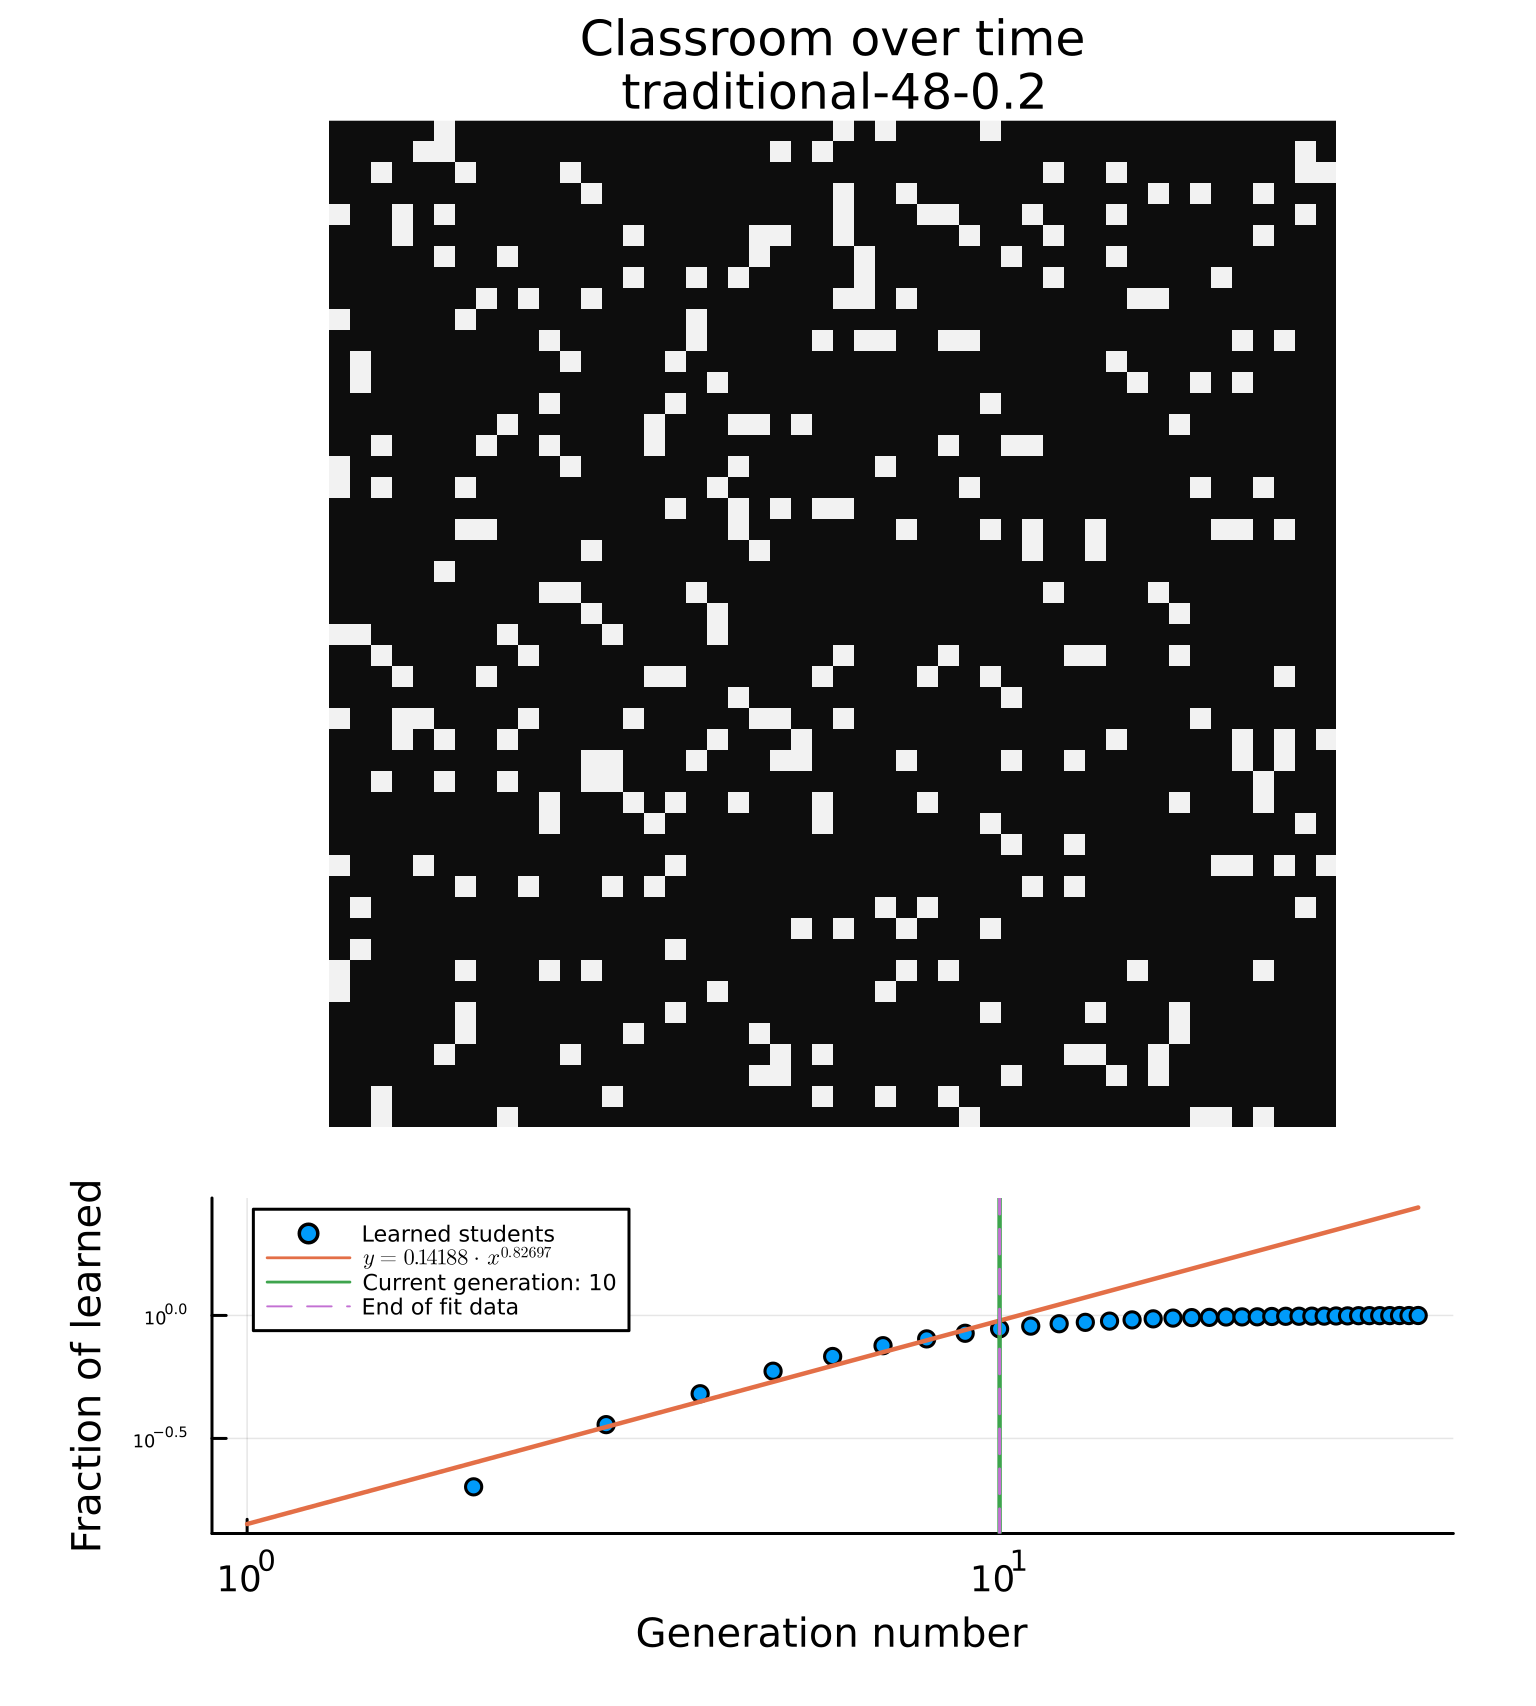 Classroom over time
traditional-48-0.2
Fraction of learned
Learned students
y = 0.14188 · x^0.82697
Current generation: 10
End of fit data
10^0.0
10^−0.5
10^0
10^1
Generation number